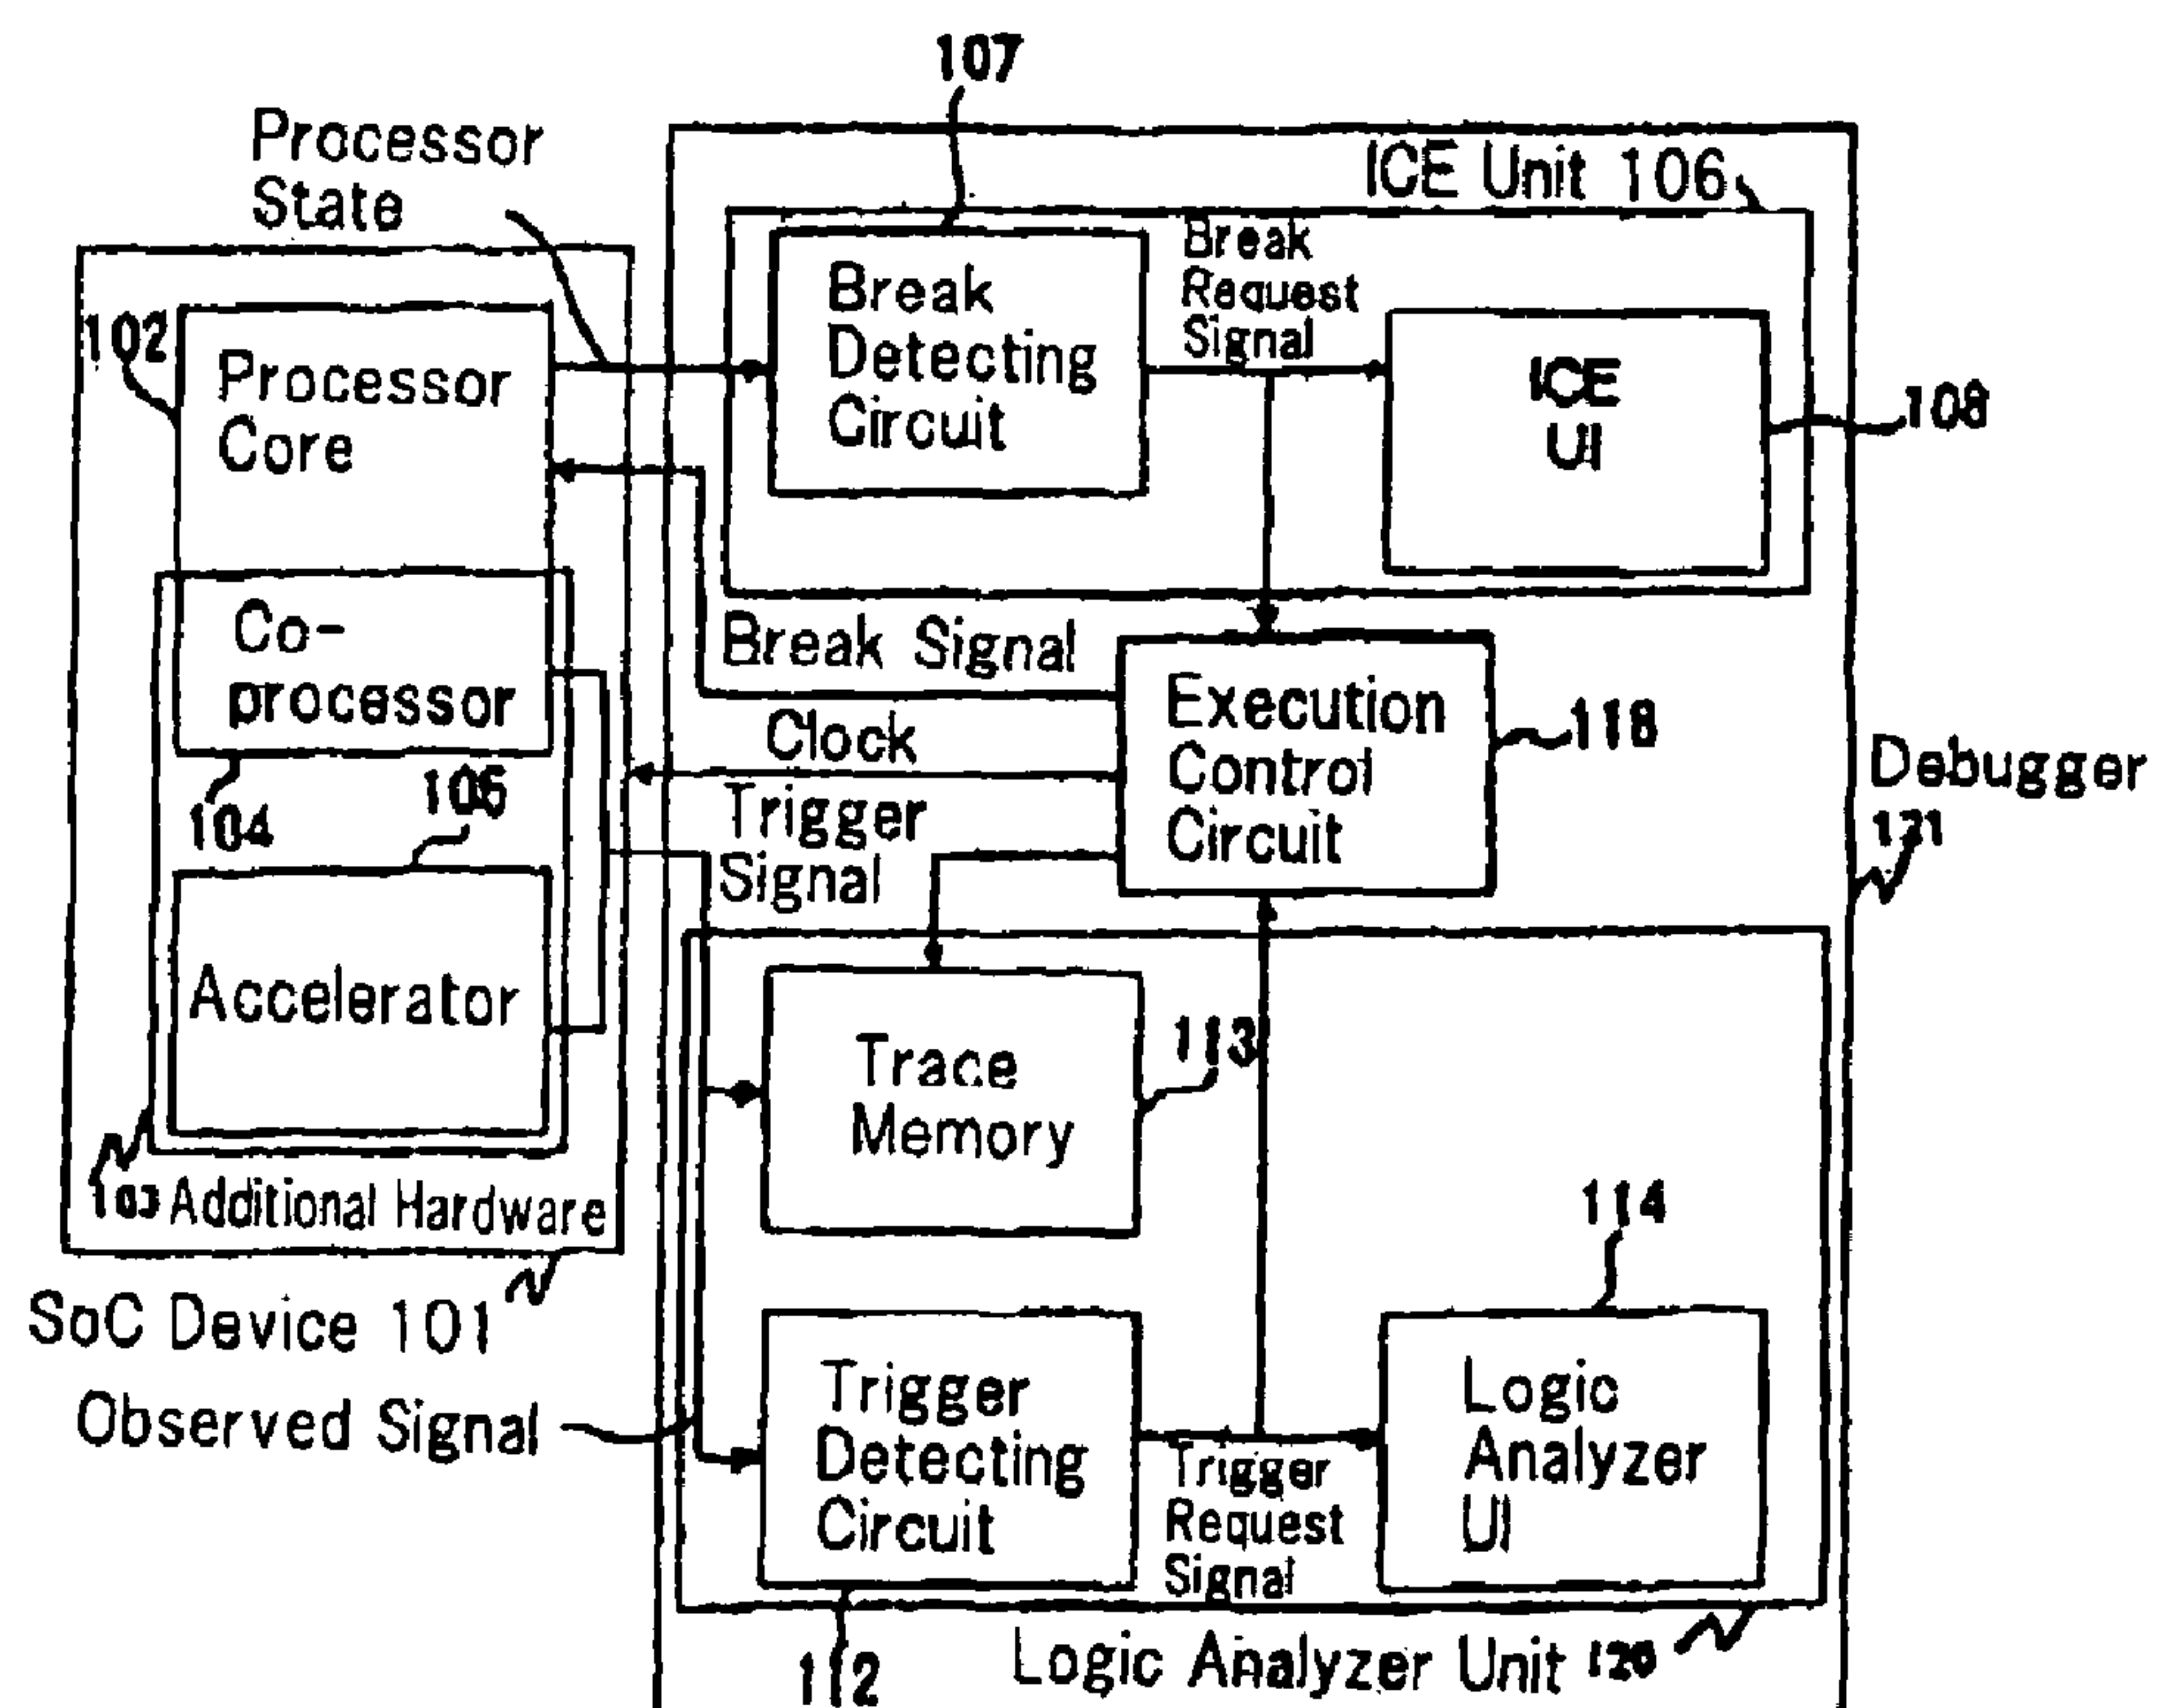 107
Processor
State
ICE Unit 106
Break
Request
Signal
Break
Detecting
Circuit
ICE
UI
102
Processor
Core
108
Co-
processor
Break Signal
Execution
Control
Circuit
118
Clock
Debugger
121
104
105
Trigger
Signal
Accelerator
Trace
Memory
113
103 Additional Hardware
114
SoC Device 101
Observed Signal
Trigger
Detecting
Circuit
Trigger
Request
Signal
Logic
Analyzer
UI
112
Logic Analyzer Unit 120